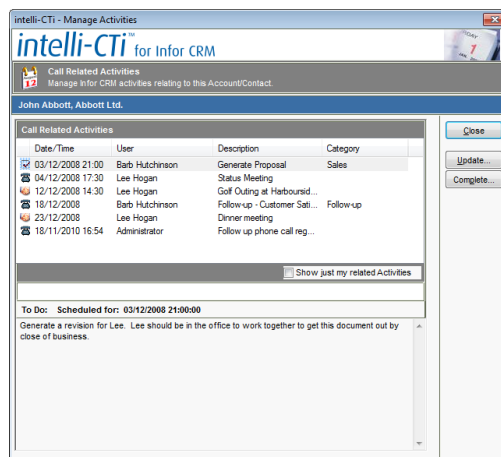 intelli-CTi - Manage Activities
intelli-CTi™ for Infor CRM
Call Related Activities
Manage Infor CRM activities relating to this Account/Contact.
John Abbott, Abbott Ltd.
Call Related Activities
Date/Time User Description Category
03/12/2008 21:00 Barb Hutchinson Generate Proposal Sales
04/12/2008 17:30 Lee Hogan Status Meeting
12/12/2008 14:30 Lee Hogan Golf Outing at Harboursid...
18/12/2008 Barb Hutchinson Follow-up - Customer Sati... Follow-up
23/12/2008 Lee Hogan Dinner meeting
18/11/2010 16:54 Administrator Follow up phone call reg...
Show just my related Activities
To Do: Scheduled for: 03/12/2008 21:00:00
Generate a revision for Lee. Lee should be in the office to work together to get this document out by
close of business.
Close
Update...
Complete...